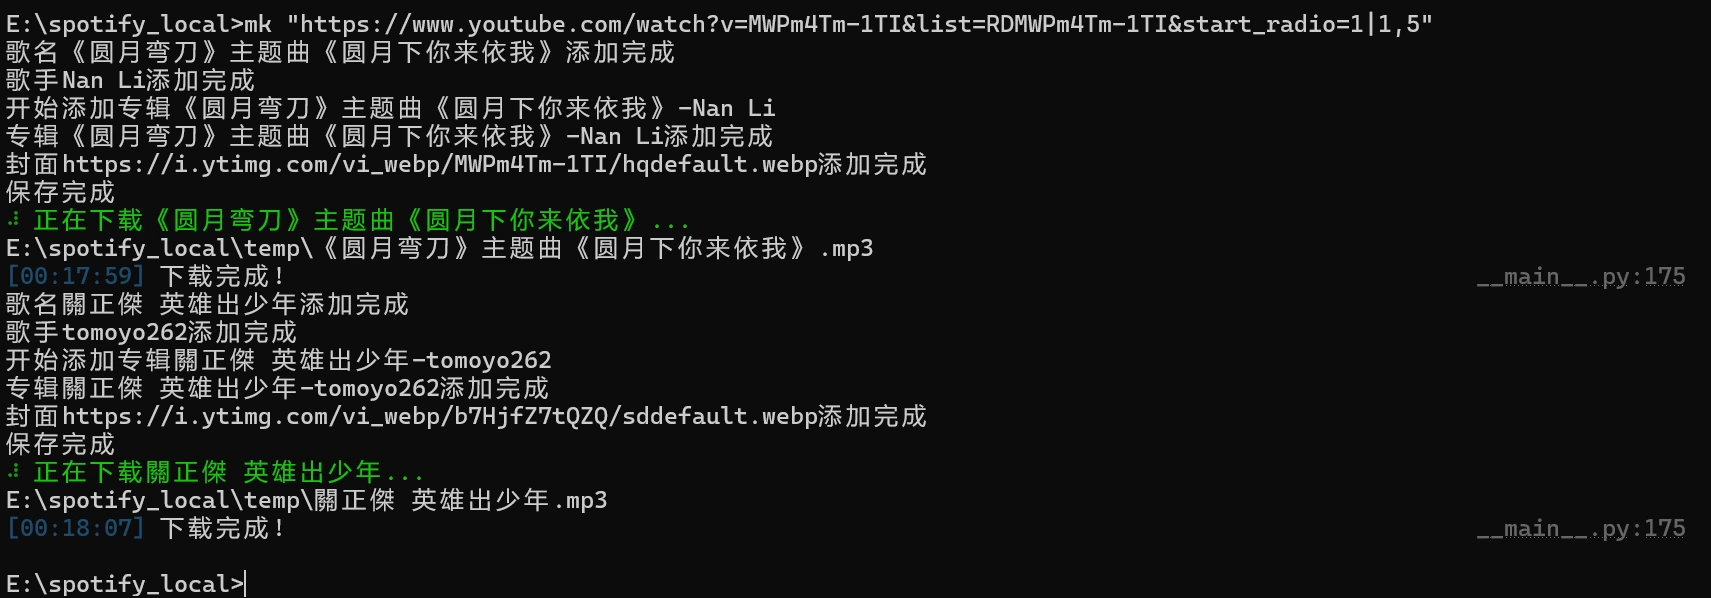 E:\spotify_local>mk "https://www.youtube.com/watch?v=MWPm4Tm-1TI&list=RDMWPm4Tm-1TI&start_radio=1|1,5"
歌名《圆月弯刀》主题曲《圆月下你来依我》添加完成
歌手Nan Li添加完成
开始添加专辑《圆月弯刀》主题曲《圆月下你来依我》-Nan Li
专辑《圆月弯刀》主题曲《圆月下你来依我》-Nan Li添加完成
封面https://i.ytimg.com/vi_webp/MWPm4Tm-1TI/hqdefault.webp添加完成
保存完成
⠼ 正在下载《圆月弯刀》主题曲《圆月下你来依我》...
E:\spotify_local\temp\《圆月弯刀》主题曲《圆月下你来依我》.mp3
[00:17:59] 下载完成! __main__.py:175
歌名關正傑 英雄出少年添加完成
歌手tomoyo262添加完成
开始添加专辑關正傑 英雄出少年-tomoyo262
专辑關正傑 英雄出少年-tomoyo262添加完成
封面https://i.ytimg.com/vi_webp/b7HjfZ7tQZQ/sddefault.webp添加完成
保存完成
⠼ 正在下载關正傑 英雄出少年...
E:\spotify_local\temp\關正傑 英雄出少年.mp3
[00:18:07] 下载完成! __main__.py:175
E:\spotify_local>